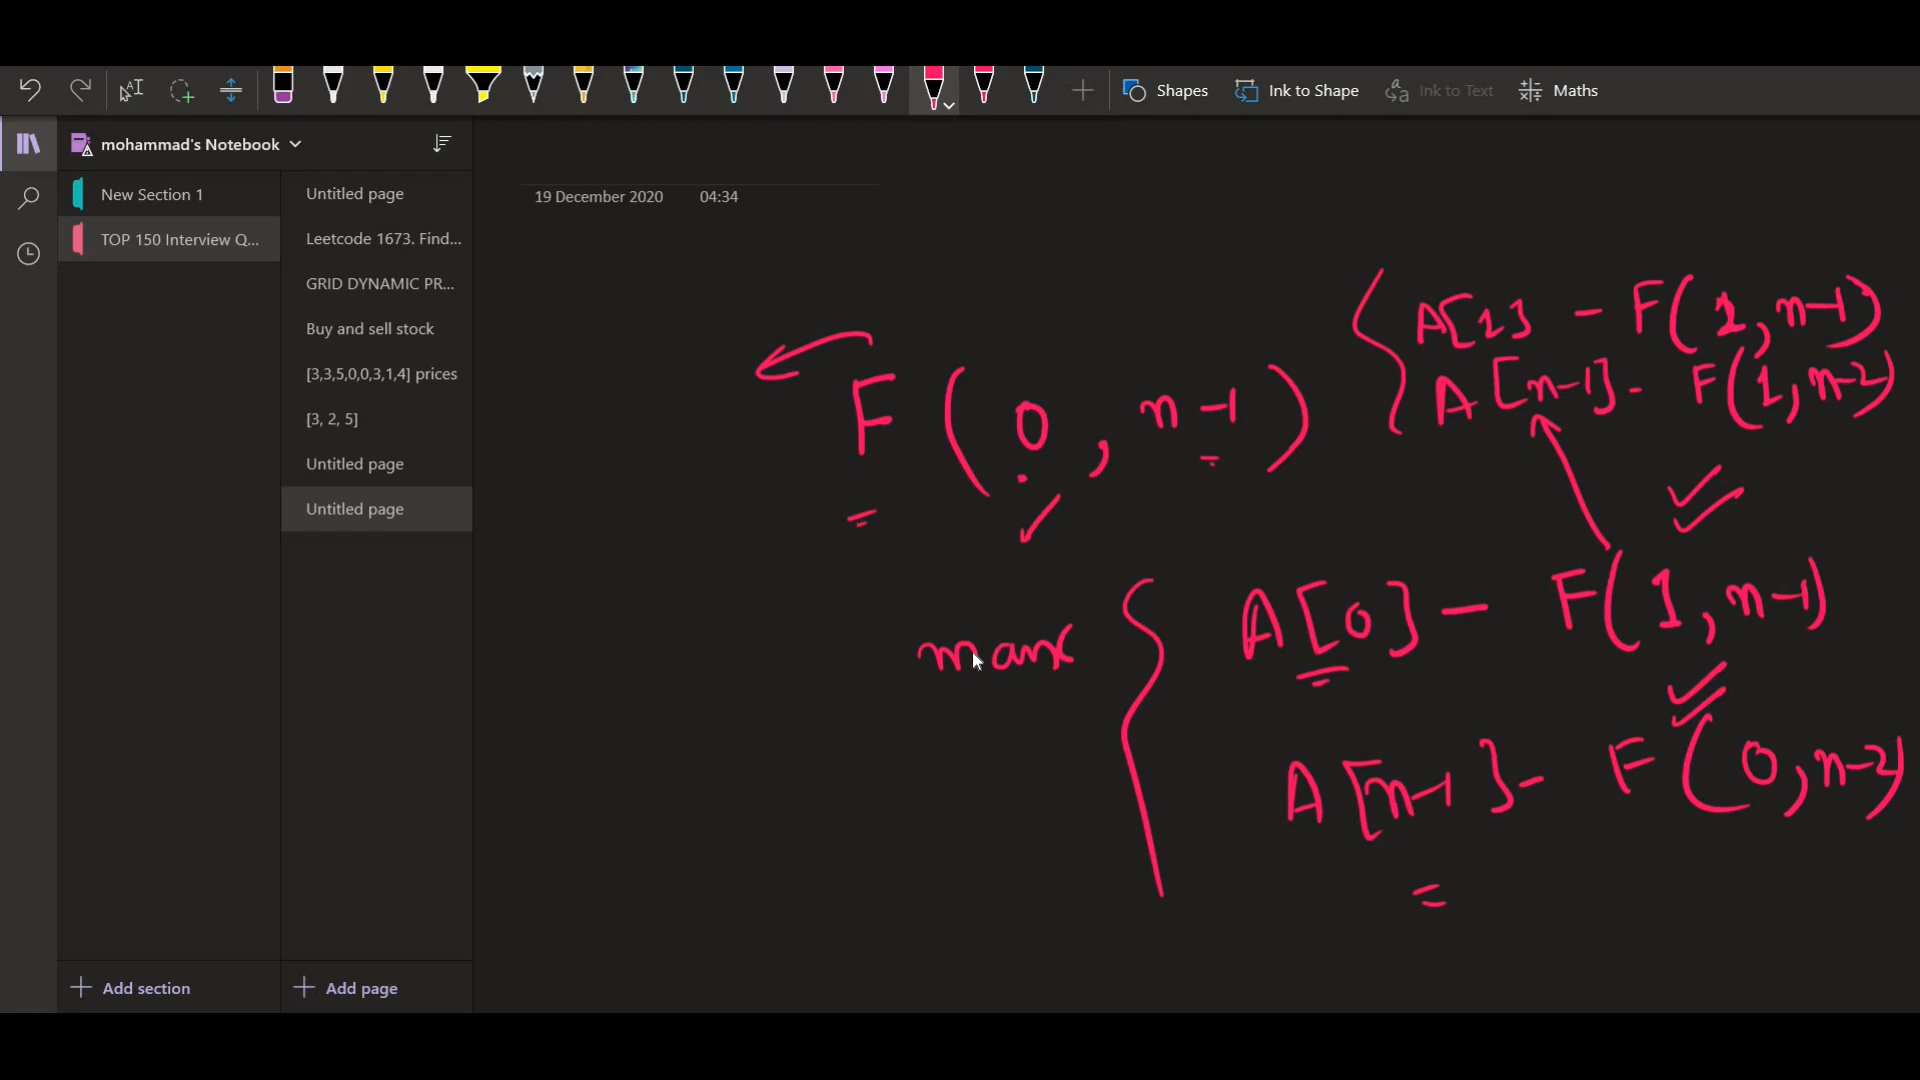 Shapes
Ink to Shape
Ink to Text
Maths
mohammad's Notebook
New Section 1
TOP 150 Interview Q...
Untitled page
Leetcode 1673. Find...
GRID DYNAMIC PR...
Buy and sell stock
[3,3,5,0,0,3,1,4] prices
[3, 2, 5]
Untitled page
Untitled page
Add section
Add page
19 December 2020 04:34
A[1] - F(2, n-1)
A[n-1] - F(1, n-2)
F(0, n-1)
max
A[0] - F(1, n-1)
A[n-1] - F(0, n-2)